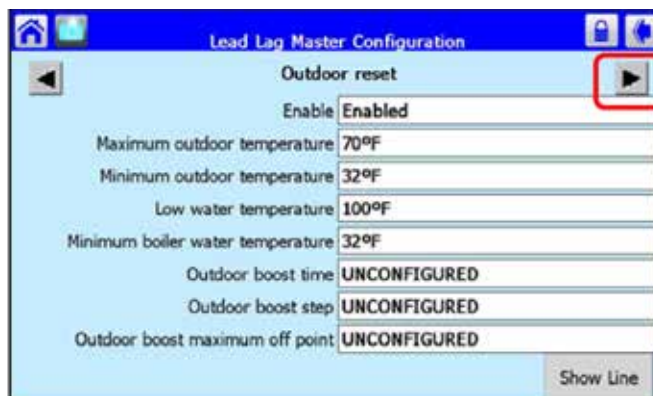 Lead Lag Master Configuration
Outdoor reset
Enable Enabled
Maximum outdoor temperature 70ºF
Minimum outdoor temperature 32ºF
Low water temperature 100ºF
Minimum boiler water temperature 32ºF
Outdoor boost time UNCONFIGURED
Outdoor boost step UNCONFIGURED
Outdoor boost maximum off point UNCONFIGURED
Show Line